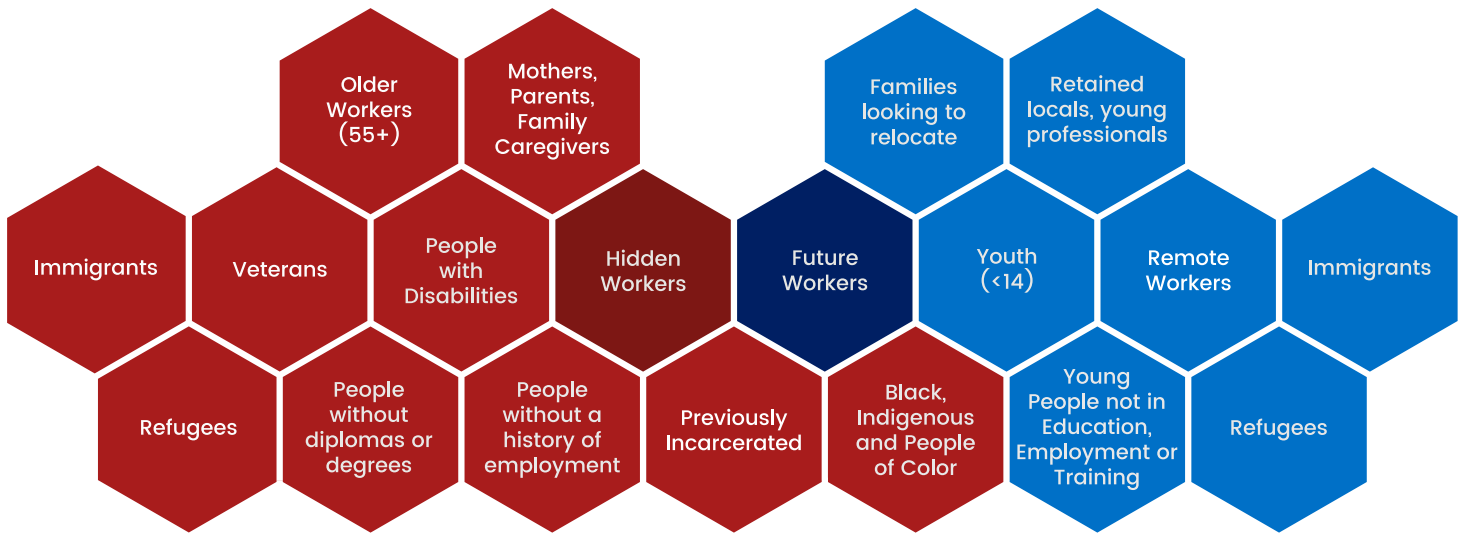 Older
Workers
(55+)
Mothers,
Parents,
Family
Caregivers
Families
looking to
relocate
Retained
locals, young
professionals
Immigrants
Veterans
People
with
Disabilities
Hidden
Workers
Future
Workers
Youth
(<14)
Remote
Workers
Immigrants
Refugees
People
without
diplomas or
degrees
People
without a
history of
employment
Previously
Incarcerated
Black,
Indigenous
and People
of Color
Young
People not in
Education,
Employment or
Training
Refugees